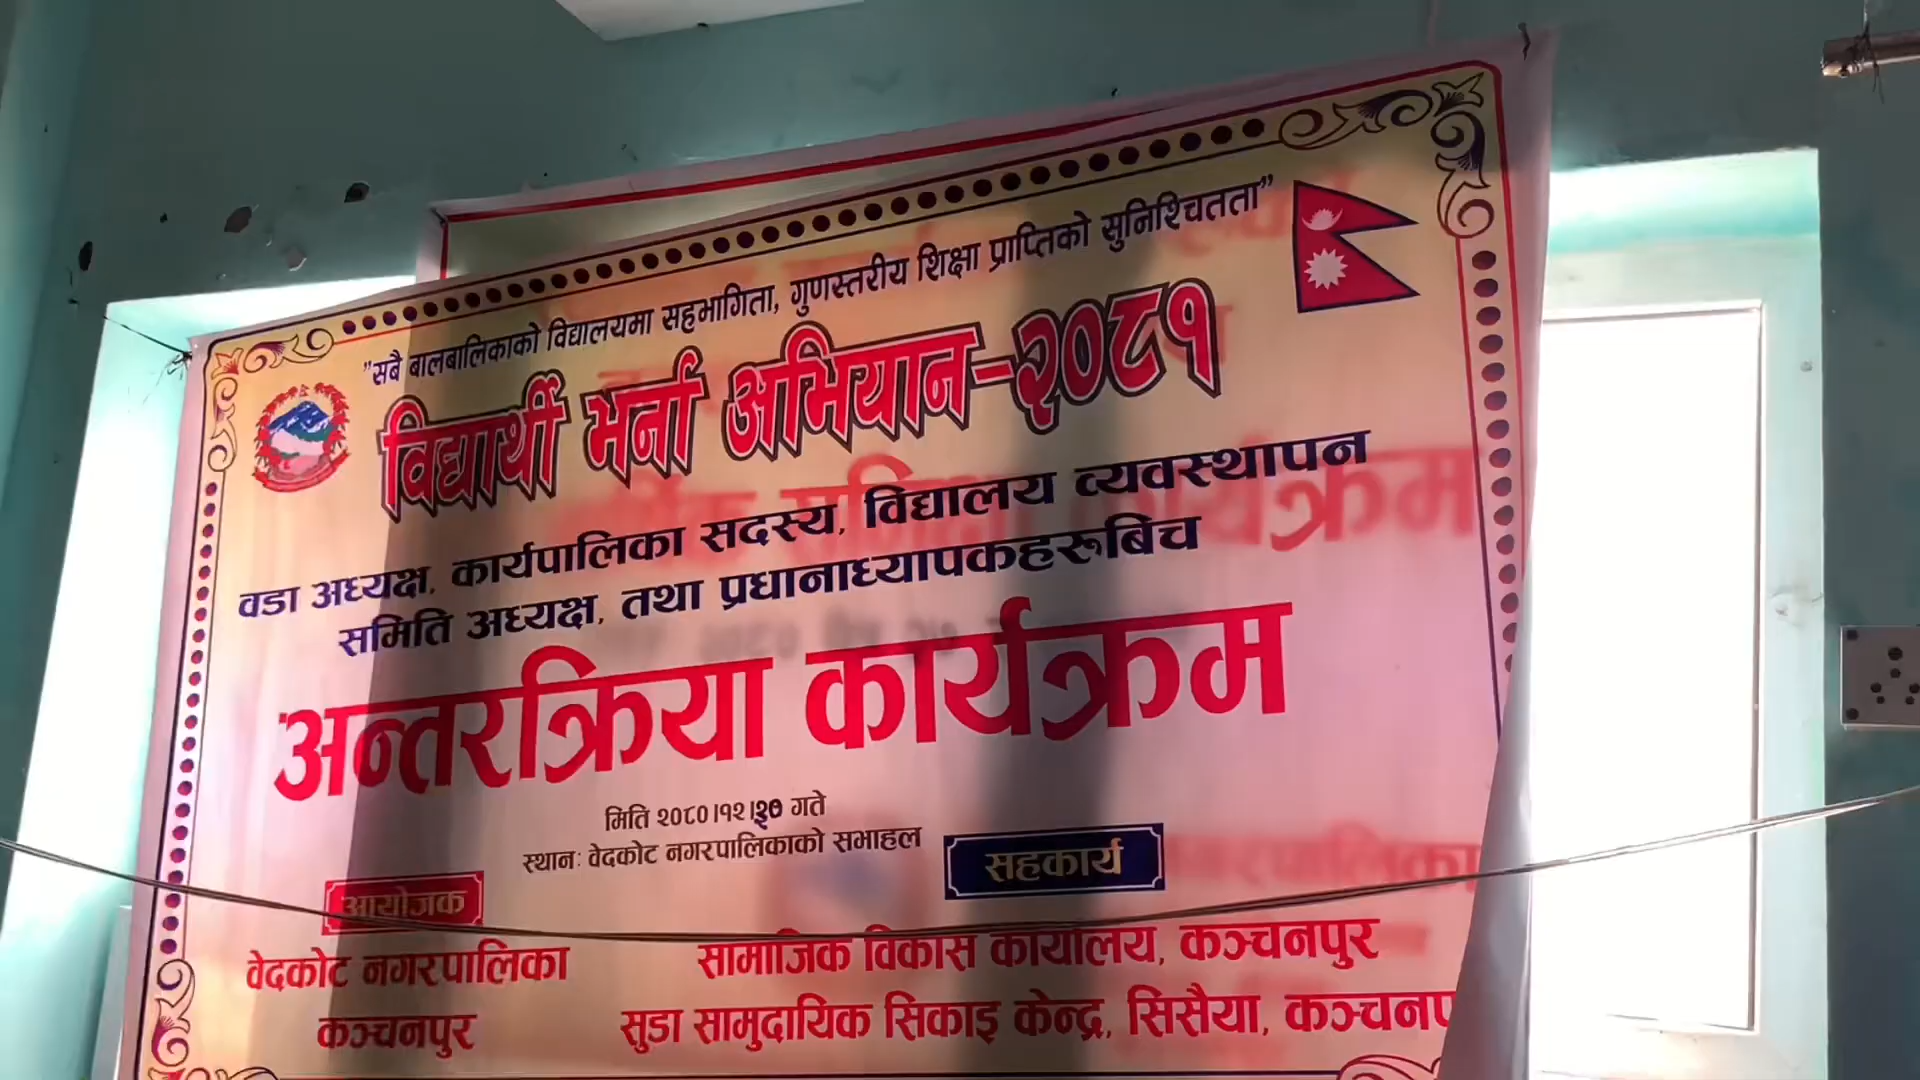 "सबै बालबालिकाको विद्यालयमा सहभागिता, गुणस्तरीय शिक्षा प्राप्तिको सुनिश्चितता"
विद्यार्थी भर्ना अभियान-२०८१
वडा अध्यक्ष, कार्यपालिका सदस्य, विद्यालय व्यवस्थापन
समिति अध्यक्ष, तथा प्रधानाध्यापकहरुबिच
अन्तरक्रिया कार्यक्रम
मिति २०८०।१२।३० गते
स्थानः वेदकोट नगरपालिकाको सभाहल
आयोजक
वेदकोट नगरपालिका
कञ्चनपुर
सहकार्य
सामाजिक विकास कार्यालय, कञ्चनपुर
सुडा सामुदायिक सिकाइ केन्द्र, सिसैया,